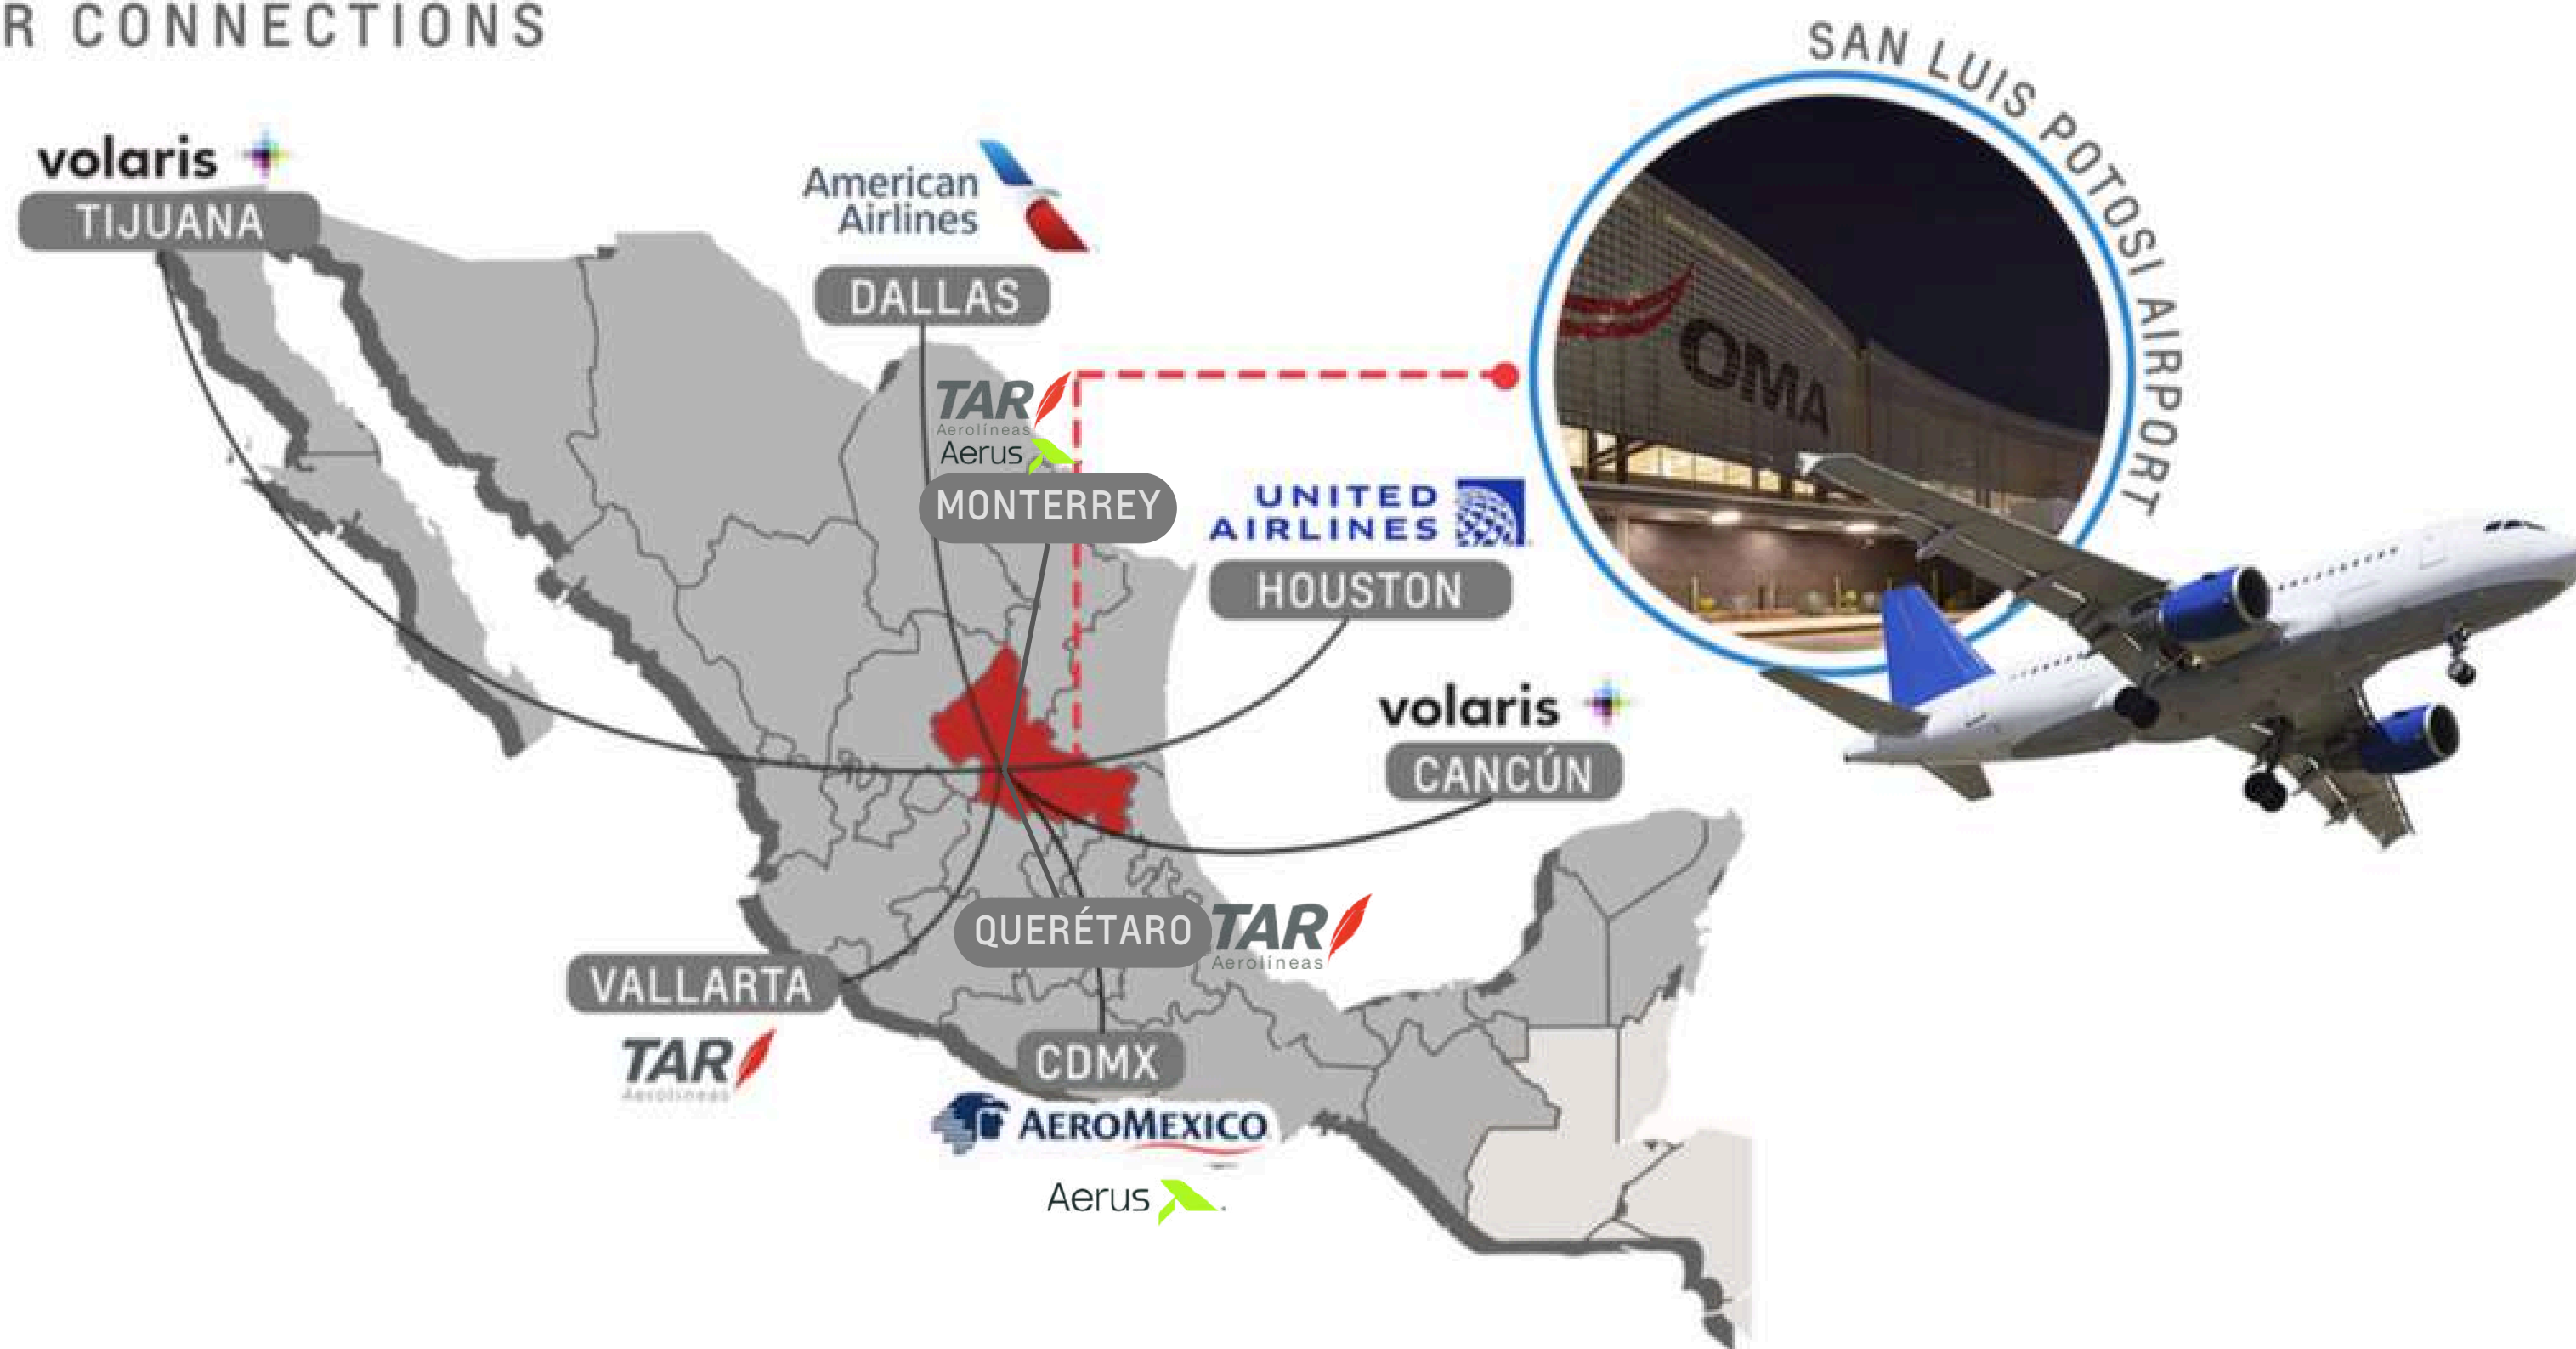 R CONNECTIONS
SAN LUIS POTOSI AIRPORT
volaris
TIJUANA
American
Airlines
DALLAS
OMA
TAR
Aerolíneas
Aerus
MONTERREY
UNITED
AIRLINES
HOUSTON
volaris
CANCÚN
QUERÉTARO
TAR
Aerolíneas
VALLARTA
TAR
Aerolíneas
CDMX
AEROMEXICO
Aerus